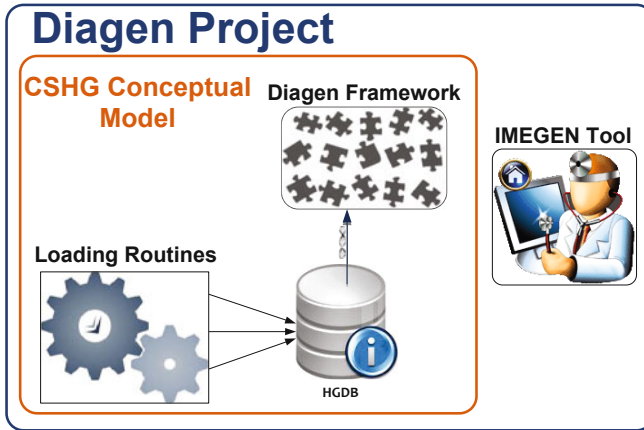 Diagen Project
CSHG Conceptual
Model
Diagen Framework
IMEGEN Tool
Loading Routines
HGDB